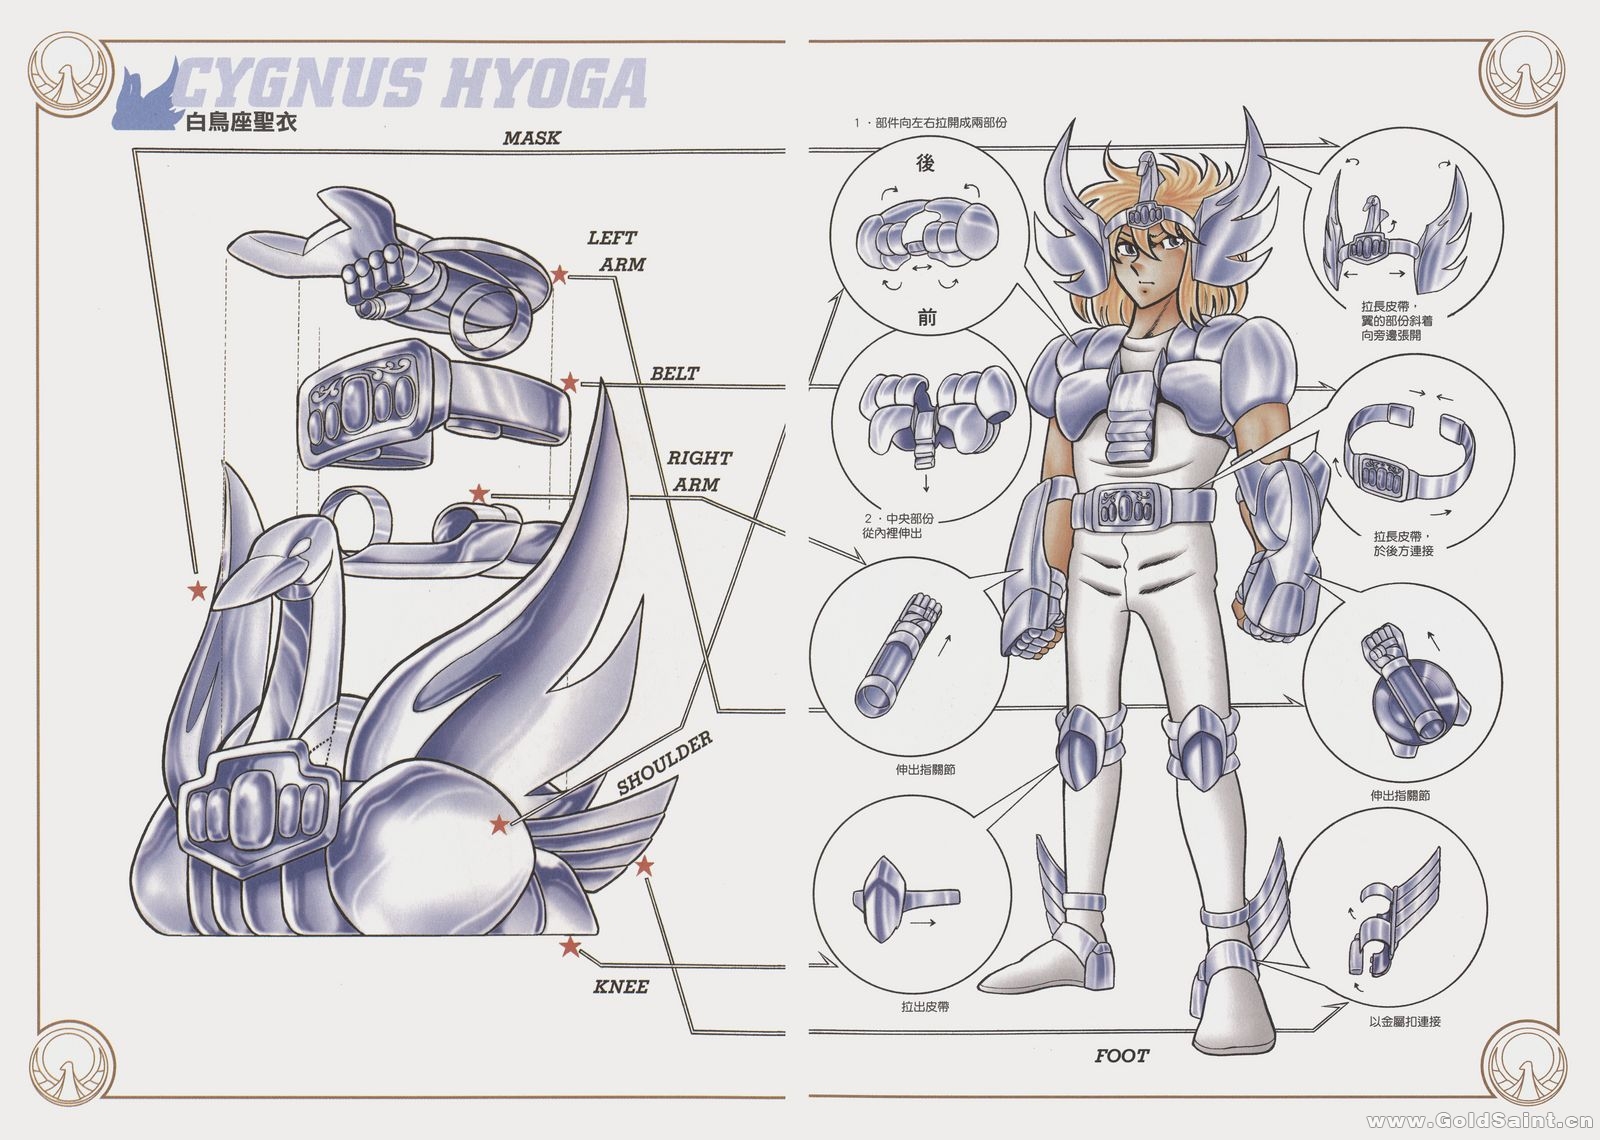 CYGNUS HYOGA
白鳥座聖衣
MASK
LEFT
ARM
BELT
RIGHT
ARM
SHOULDER
KNEE
1．部件向左右拉開成兩部份
後
前
2．中央部份
從內裡伸出
伸出指關節
拉出皮帶
拉長皮帶，
翼的部份斜着
向旁邊張開
拉長皮帶，
於後方連接
伸出指關節
以金屬扣連接
FOOT
www.GoldSaint.cn